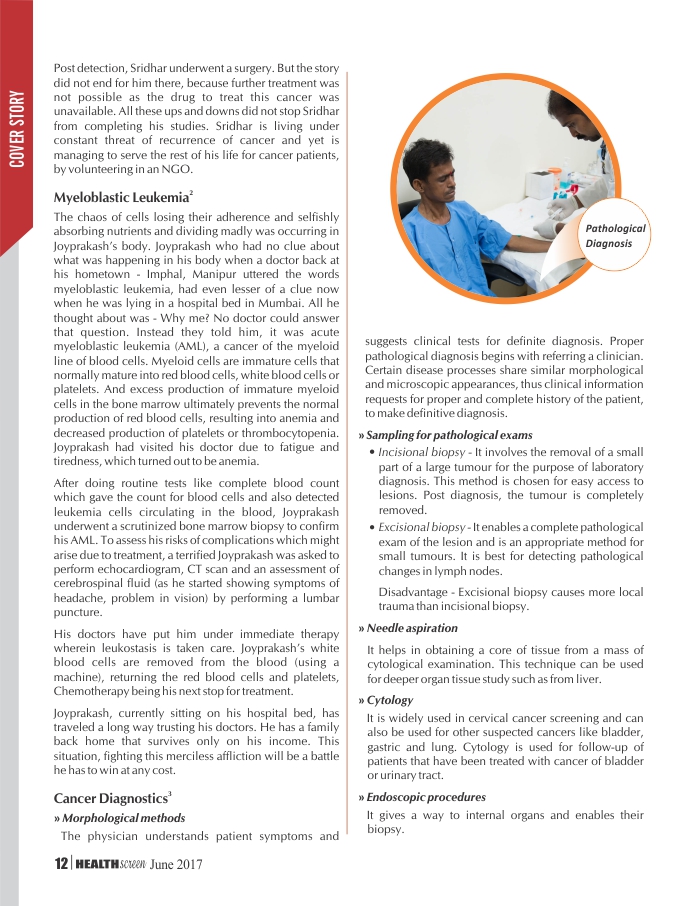 COVER STORY
Post detection, Sridhar underwent a surgery. But the story
did not end for him there, because further treatment was
not possible as the drug to treat this cancer was
unavailable. All these ups and downs did not stop Sridhar
from completing his studies. Sridhar is living under
constant threat of recurrence of cancer and yet is
managing to serve the rest of his life for cancer patients,
by volunteering in an NGO.
Myeloblastic Leukemia²
The chaos of cells losing their adherence and selfishly
absorbing nutrients and dividing madly was occurring in
Joyprakash's body. Joyprakash who had no clue about
what was happening in his body when a doctor back at
his hometown - Imphal, Manipur uttered the words
myeloblastic leukemia, had even lesser of a clue now
when he was lying in a hospital bed in Mumbai. All he
thought about was - Why me? No doctor could answer
that question. Instead they told him, it was acute
myeloblastic leukemia (AML), a cancer of the myeloid
line of blood cells. Myeloid cells are immature cells that
normally mature into red blood cells, white blood cells or
platelets. And excess production of immature myeloid
cells in the bone marrow ultimately prevents the normal
production of red blood cells, resulting into anemia and
decreased production of platelets or thrombocytopenia.
Joyprakash had visited his doctor due to fatigue and
tiredness, which turned out to be anemia.
After doing routine tests like complete blood count
which gave the count for blood cells and also detected
leukemia cells circulating in the blood, Joyprakash
underwent a scrutinized bone marrow biopsy to confirm
his AML. To assess his risks of complications which might
arise due to treatment, a terrified Joyprakash was asked to
perform echocardiogram, CT scan and an assessment of
cerebrospinal fluid (as he started showing symptoms of
headache, problem in vision) by performing a lumbar
puncture.
His doctors have put him under immediate therapy
wherein leukostasis is taken care. Joyprakash's white
blood cells are removed from the blood (using a
machine), returning the red blood cells and platelets,
Chemotherapy being his next stop for treatment.
Joyprakash, currently sitting on his hospital bed, has
traveled a long way trusting his doctors. He has a family
back home that survives only on his income. This
situation, fighting this merciless affliction will be a battle
he has to win at any cost.
Cancer Diagnostics³
» Morphological methods
The physician understands patient symptoms and
Pathological
Diagnosis
suggests clinical tests for definite diagnosis. Proper
pathological diagnosis begins with referring a clinician.
Certain disease processes share similar morphological
and microscopic appearances, thus clinical information
requests for proper and complete history of the patient,
to make definitive diagnosis.
» Sampling for pathological exams
• Incisional biopsy - It involves the removal of a small
part of a large tumour for the purpose of laboratory
diagnosis. This method is chosen for easy access to
lesions. Post diagnosis, the tumour is completely
removed.
• Excisional biopsy - It enables a complete pathological
exam of the lesion and is an appropriate method for
small tumours. It is best for detecting pathological
changes in lymph nodes.
Disadvantage - Excisional biopsy causes more local
trauma than incisional biopsy.
» Needle aspiration
It helps in obtaining a core of tissue from a mass of
cytological examination. This technique can be used
for deeper organ tissue study such as from liver.
» Cytology
It is widely used in cervical cancer screening and can
also be used for other suspected cancers like bladder,
gastric and lung. Cytology is used for follow-up of
patients that have been treated with cancer of bladder
or urinary tract.
» Endoscopic procedures
It gives a way to internal organs and enables their
biopsy.
12 | HEALTHscreen June 2017